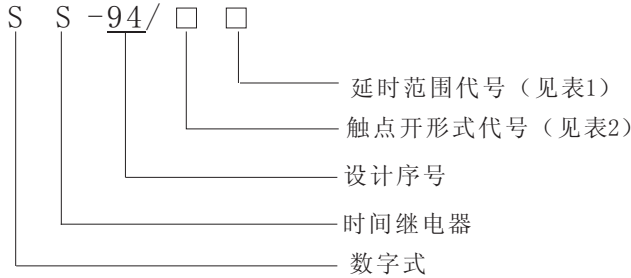 S S-94/□ □
延时范围代号（见表1）
触点开形式代号（见表2）
设计序号
时间继电器
数字式